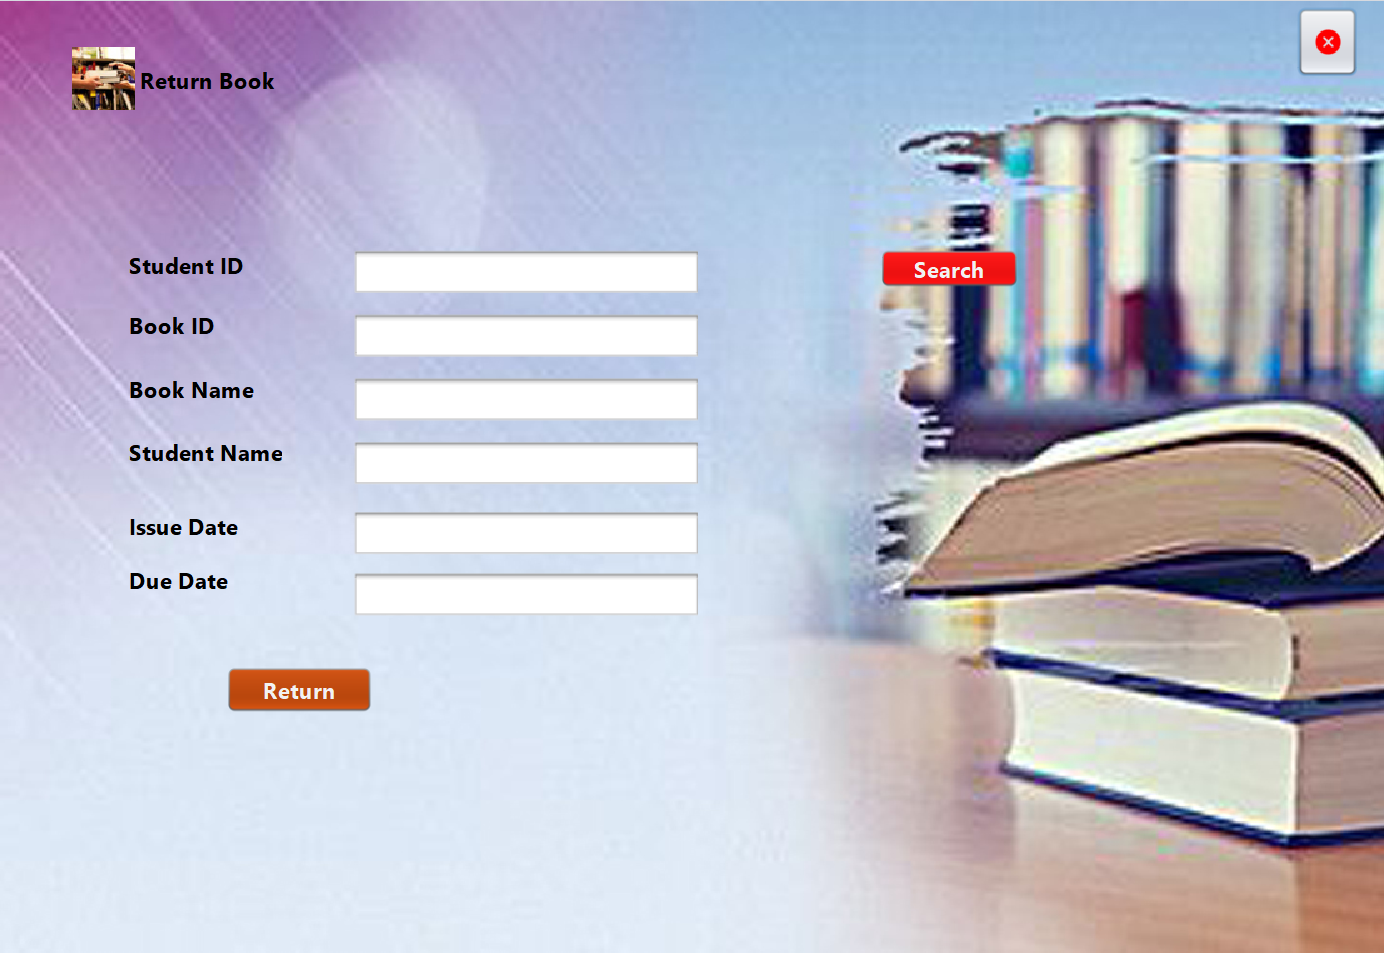 Return Book
Student ID
Search
Book ID
Book Name
Student Name
Issue Date
Due Date
Return